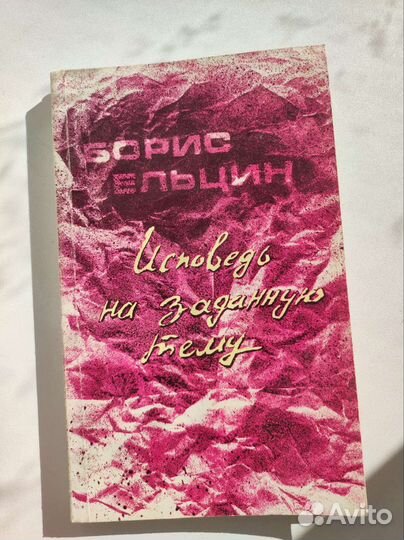 БОРИС
ЕЛЬЦИН
Исповедь
на заданную
тему
Avito